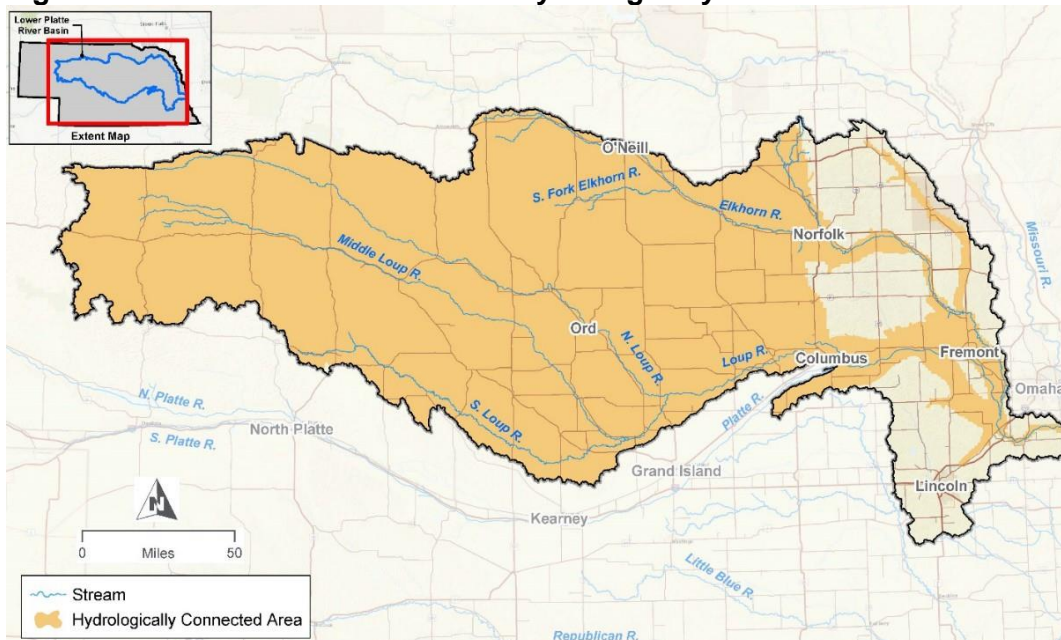 Lower Platte
River Basin
Extent Map
O'Neill
S. Fork Elkhorn R.
Elkhorn R.
Norfolk
Missouri R.
Middle Loup R.
Ord
N. Loup R.
Loup R.
Columbus
Fremont
Omaha
Platte R.
N. Platte R.
S. Platte R.
North Platte
S. Loup R.
Grand Island
Lincoln
Kearney
N
0
50
Miles
Little Blue R.
Stream
Hydrologically Connected Area
Republican R.